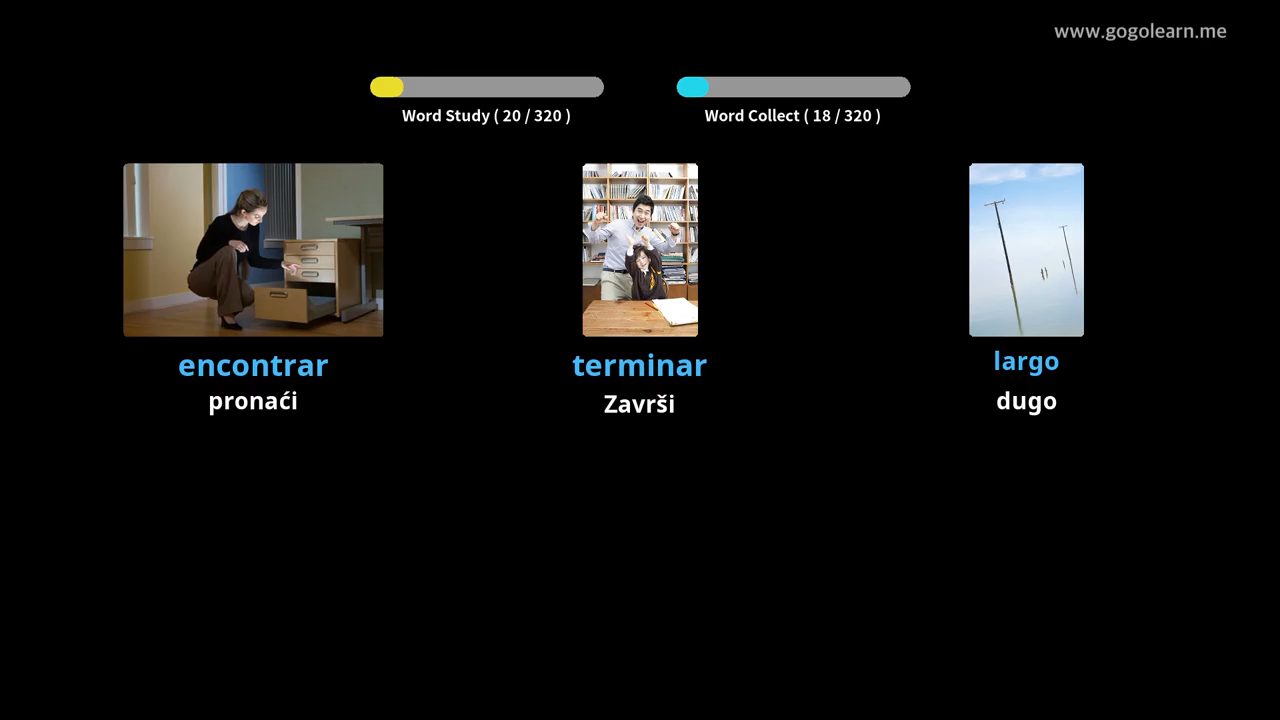 www.gogolearn.me
Word Study ( 20 / 320 )
Word Collect ( 18 / 320 )
encontrar
pronaći
terminar
Završi
largo
dugo